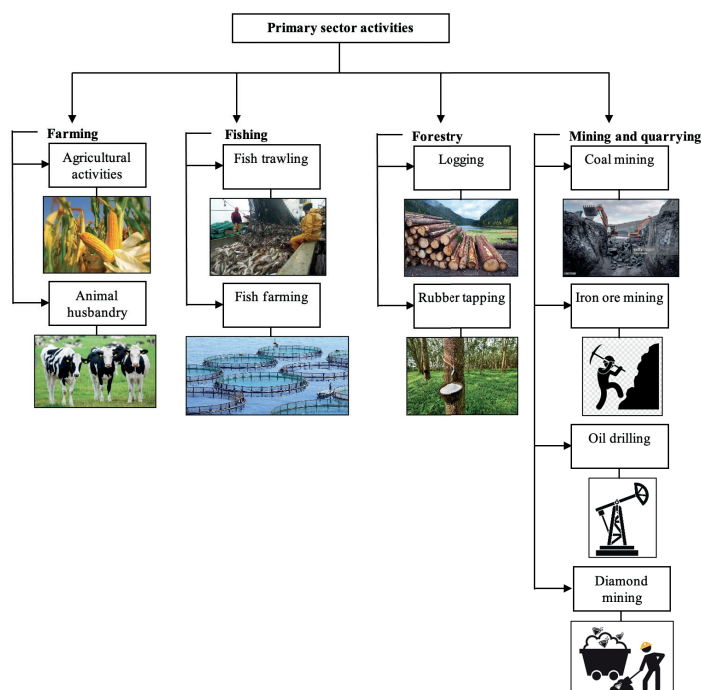 Primary sector activities
Farming
Agricultural
activities
Animal
husbandry
Fishing
Fish trawling
Fish farming
Forestry
Logging
Rubber tapping
Mining and quarrying
Coal mining
Iron ore mining
Oil drilling
Diamond
mining